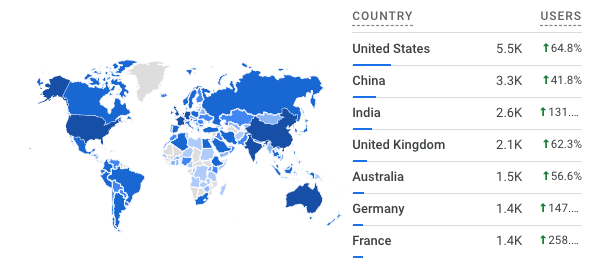 COUNTRY USERS
United States 5.5K ↑64.8%
China 3.3K ↑41.8%
India 2.6K ↑131....
United Kingdom 2.1K ↑62.3%
Australia 1.5K ↑56.6%
Germany 1.4K ↑147....
France 1.4K ↑258....